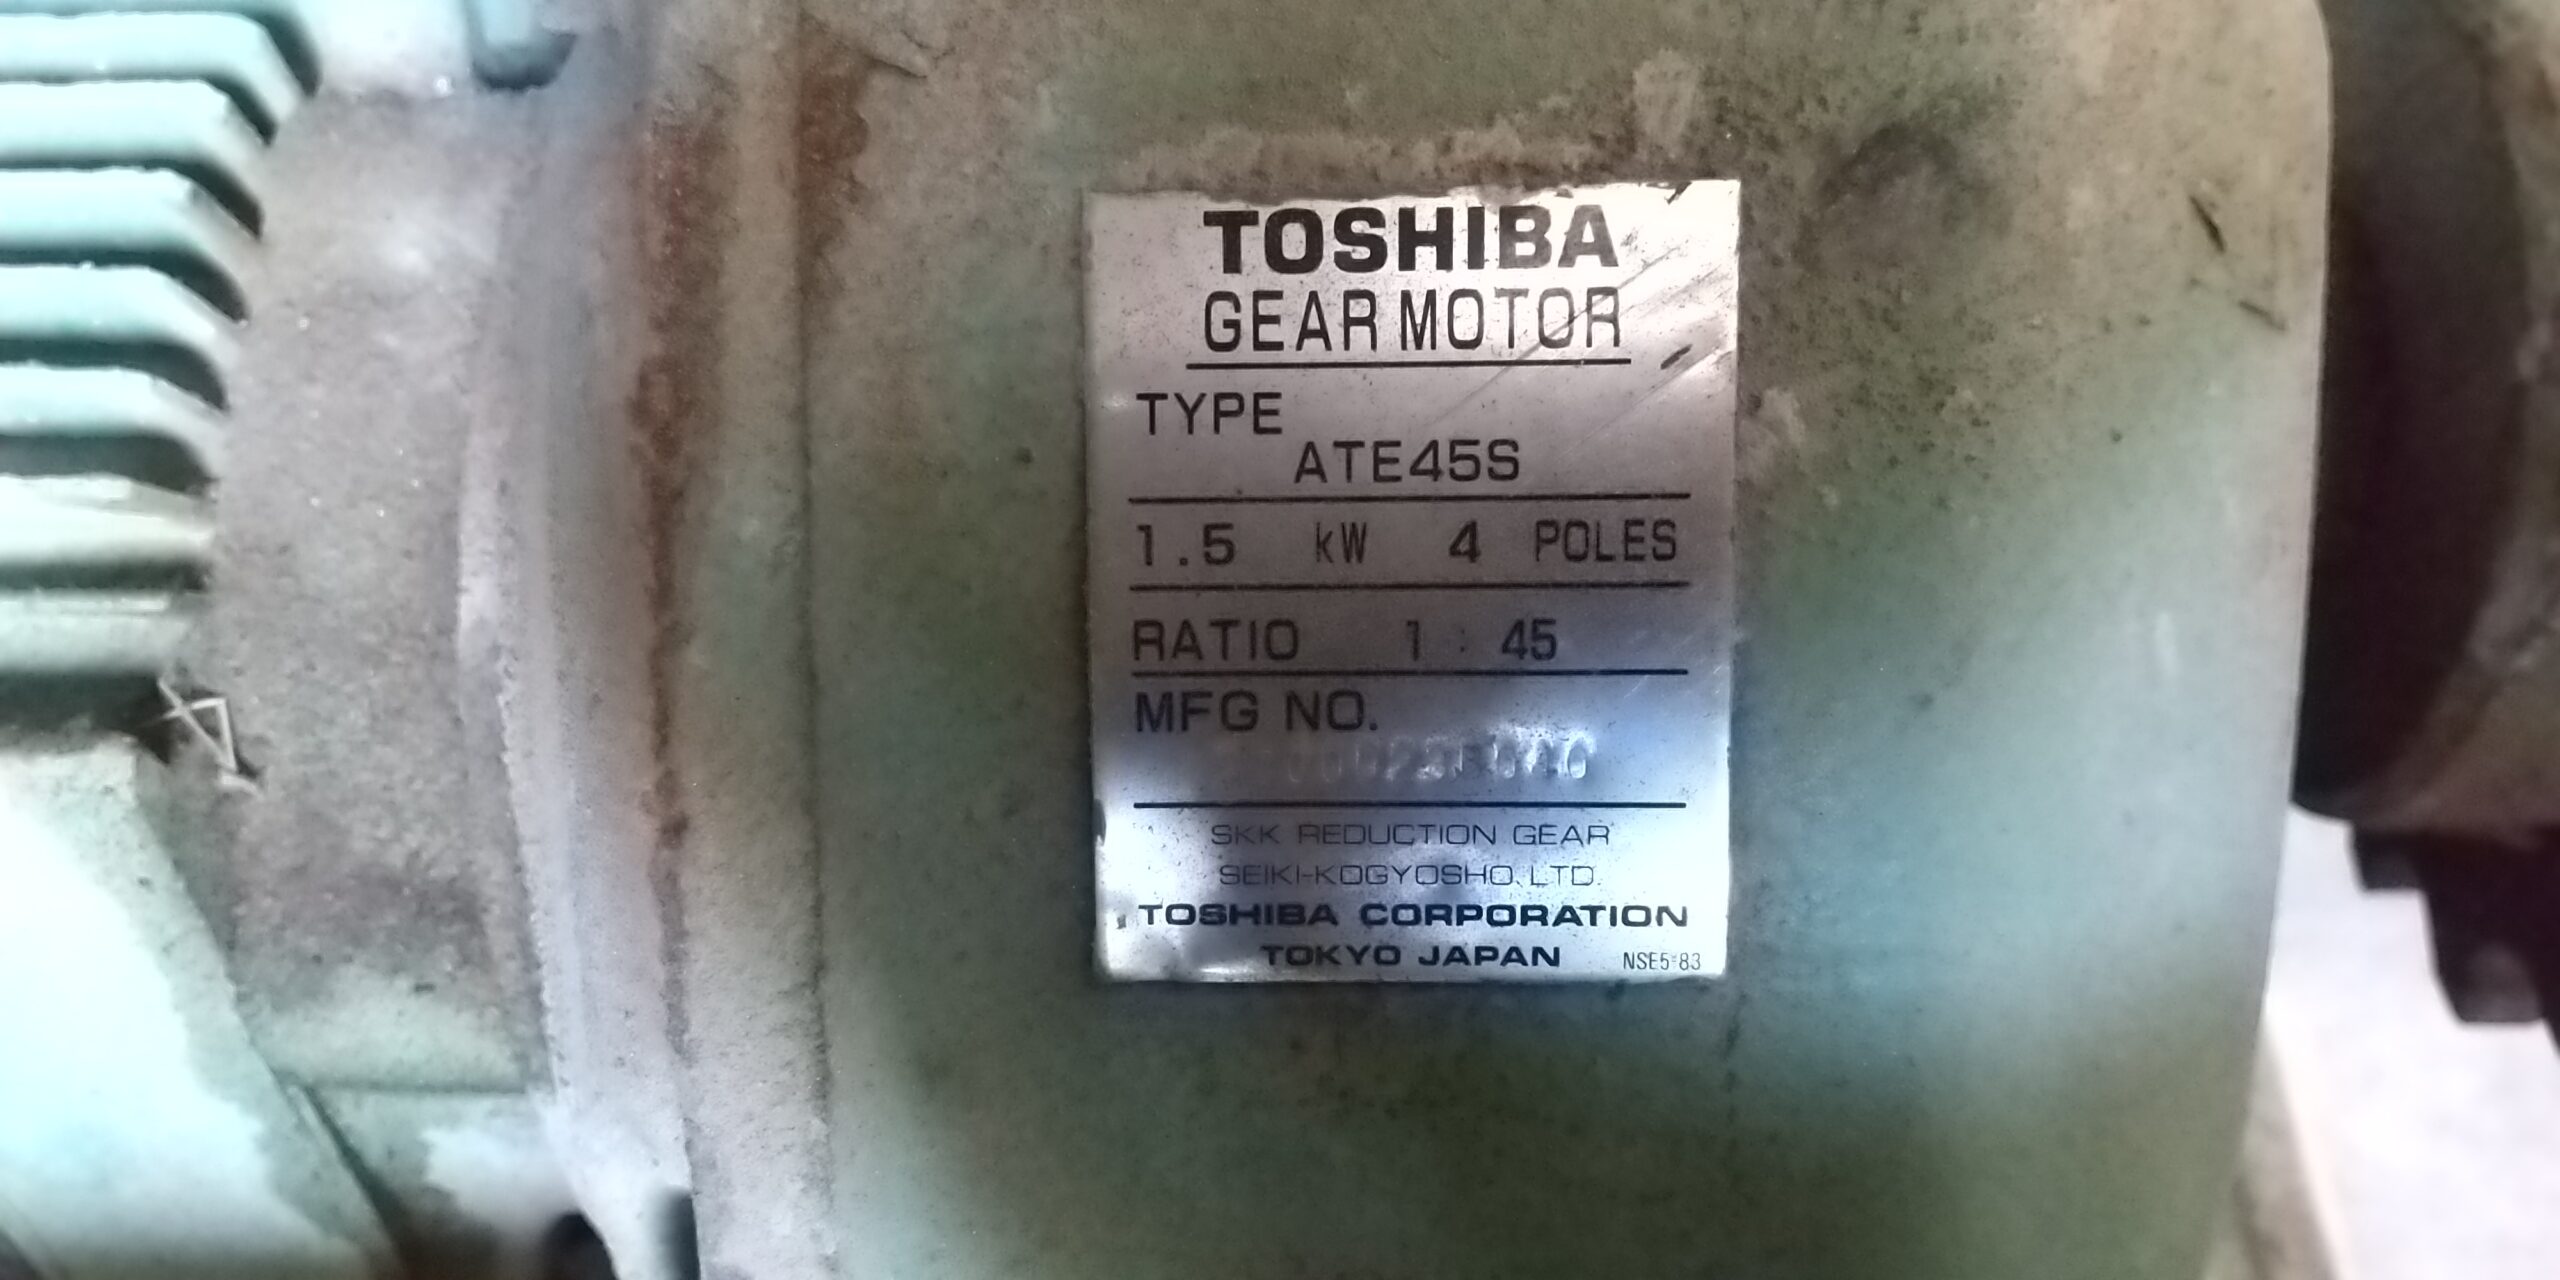 TOSHIBA
GEAR MOTOR
TYPE
ATE45S
1.5 kW 4 POLES
RATIO 1 : 45
MFG NO.
SKK REDUCTION GEAR
SEIKI-KOGYOSHO, LTD.
TOSHIBA CORPORATION
TOKYO JAPAN
NSE5-83